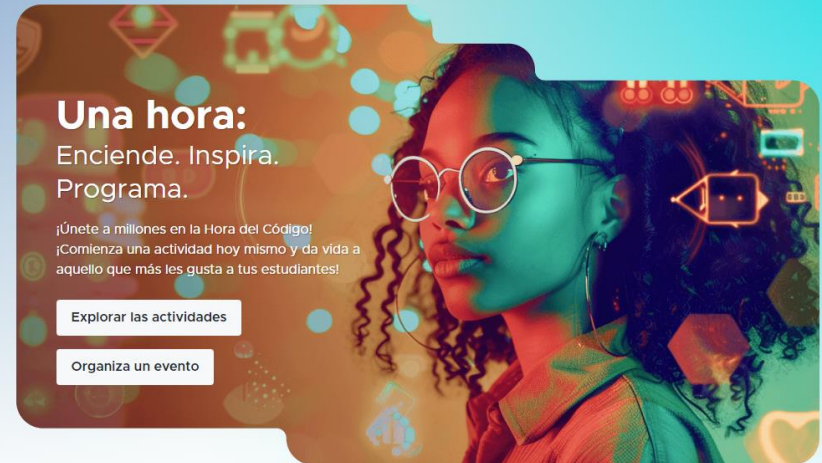 Una hora:
Enciende. Inspira.
Programa.
¡Únete a millones en la Hora del Código!
¡Comienza una actividad hoy mismo y da vida a
aquello que más les gusta a tus estudiantes!
Explorar las actividades
Organiza un evento